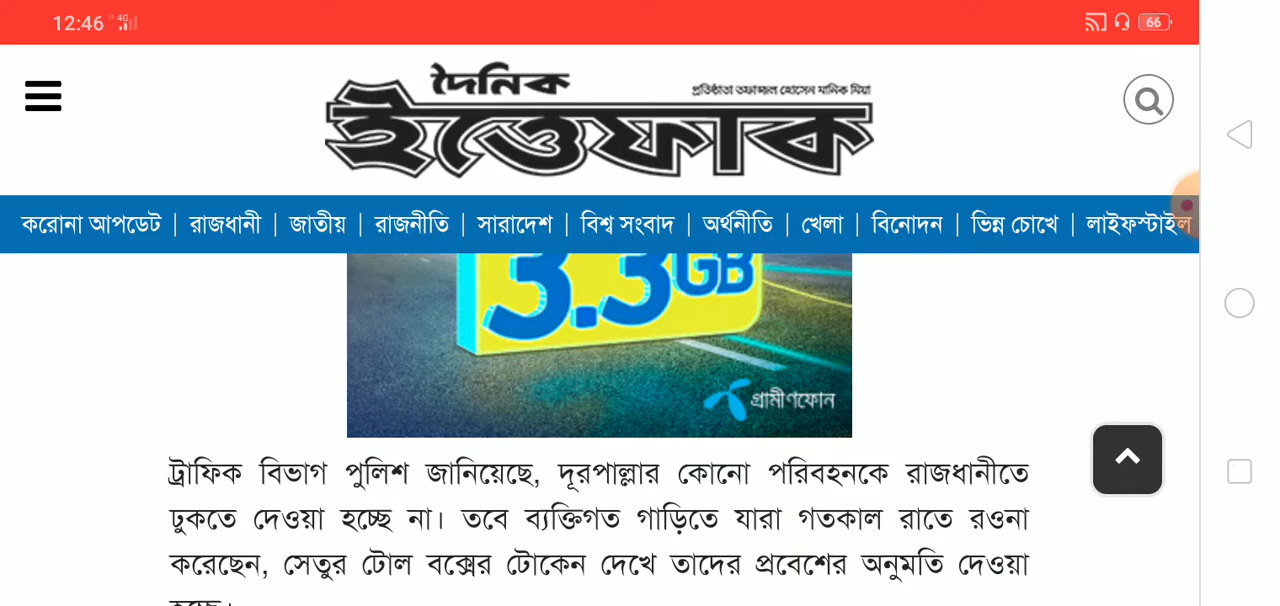 12:46 4G 66
দৈনিক
প্রতিষ্ঠাতা তফাজ্জল হোসেন মানিক মিয়া
ইত্তেফাক
করোনা আপডেট | রাজধানী | জাতীয় | রাজনীতি | সারাদেশ | বিশ্ব সংবাদ | অর্থনীতি | খেলা | বিনোদন | ভিন্ন চোখে | লাইফস্টাইল
3.3GB
গ্রামীণফোন
ট্রাফিক বিভাগ পুলিশ জানিয়েছে, দূরপাল্লার কোনো পরিবহনকে রাজধানীতে
ঢুকতে দেওয়া হচ্ছে না। তবে ব্যক্তিগত গাড়িতে যারা গতকাল রাতে রওনা
করেছেন, সেতুর টোল বক্সের টোকেন দেখে তাদের প্রবেশের অনুমতি দেওয়া